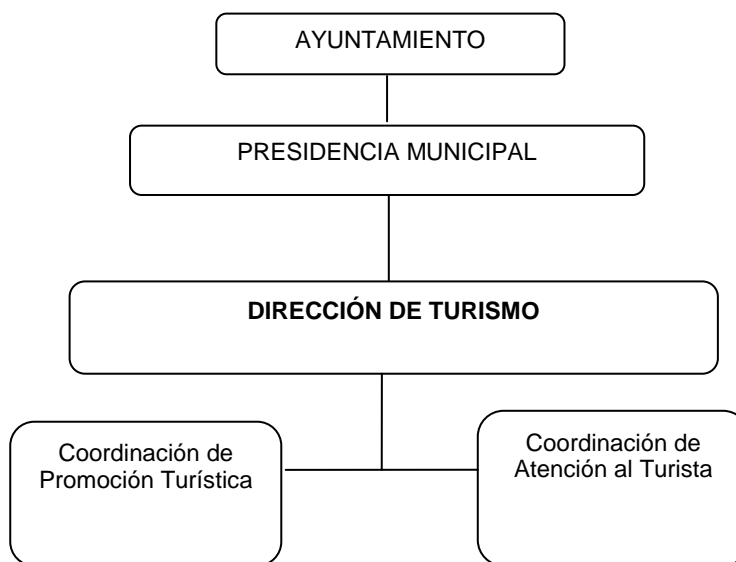 AYUNTAMIENTO
PRESIDENCIA MUNICIPAL
DIRECCIÓN DE TURISMO
Coordinación de
Promoción Turística
Coordinación de
Atención al Turista